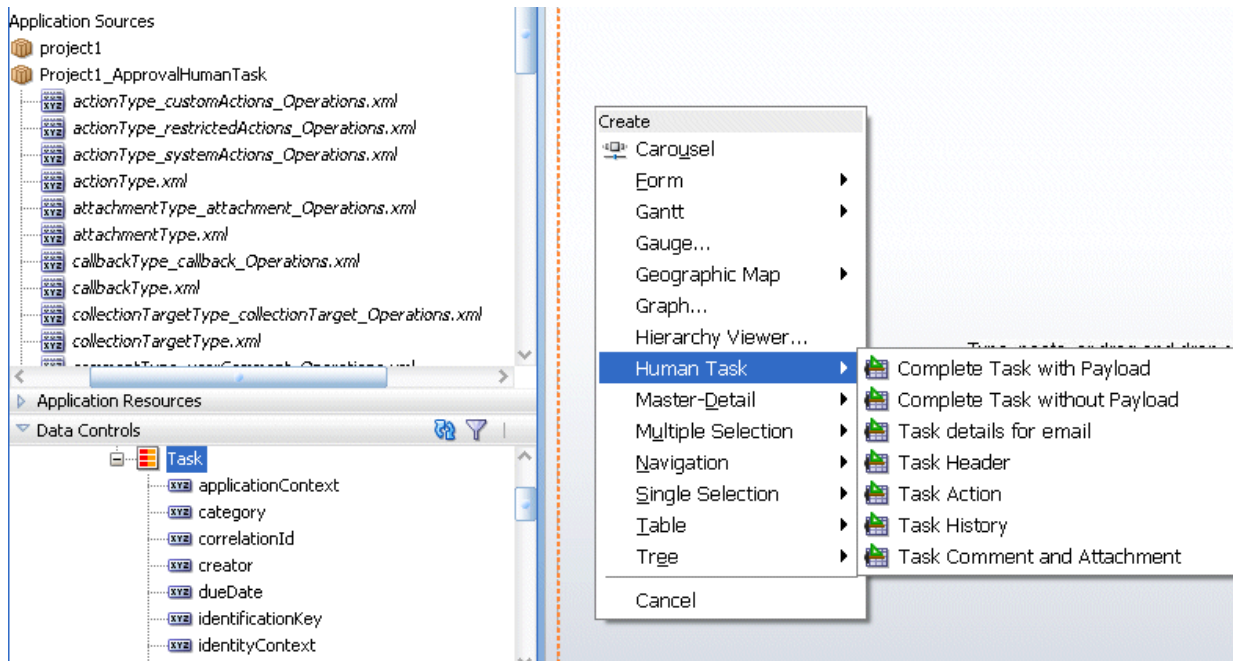 Application Sources
project1
Project1_ApprovalHumanTask
actionType_customActions_Operations.xml
actionType_restrictedActions_Operations.xml
actionType_systemActions_Operations.xml
actionType.xml
attachmentType_attachment_Operations.xml
attachmentType.xml
callbackType_callback_Operations.xml
callbackType.xml
collectionTargetType_collectionTarget_Operations.xml
collectionTargetType.xml
Application Resources
Data Controls
Task
applicationContext
category
correlationId
creator
dueDate
identificationKey
identityContext
Create
Carousel
Form
Gantt
Gauge...
Geographic Map
Graph...
Hierarchy Viewer...
Human Task
Master-Detail
Multiple Selection
Navigation
Single Selection
Table
Tree
Cancel
Complete Task with Payload
Complete Task without Payload
Task details for email
Task Header
Task Action
Task History
Task Comment and Attachment